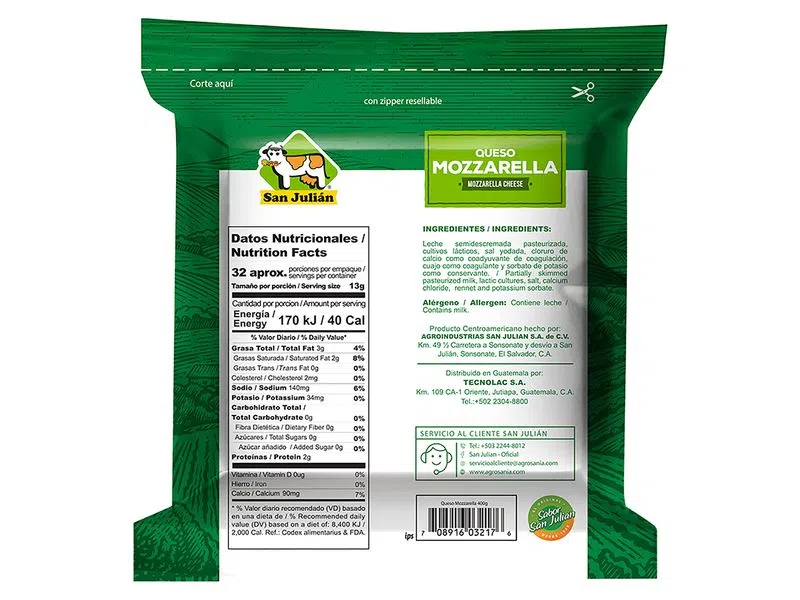 Corte aquí
con zipper resellable
San Julián
QUESO
MOZZARELLA
MOZZARELLA CHEESE
Datos Nutricionales /
Nutrition Facts
32 aprox. porciones por empaque /
servings per container
Tamaño por porción / Serving size 13g
Cantidad por porcion / Amount per serving
Energía /
Energy 170 kJ / 40 Cal
% Valor Diario / % Daily Value*
Grasa Total / Total Fat 3g 4%
Grasas Saturada / Saturated Fat 2g 8%
Grasas Trans / Trans Fat 0g 0%
Colesterol / Cholesterol 2mg 0%
Sodio / Sodium 140mg 6%
Potasio / Potassium 34mg 0%
Carbohidrato Total /
Total Carbohydrate 0g 0%
Fibra Dietética / Dietary Fiber 0g 0%
Azúcares / Total Sugars 0g 0%
Azúcar añadido / Added Sugar 0g 0%
Proteínas / Protein 2g
Vitamina / Vitamin D 0ug 0%
Hierro / Iron 0%
Calcio / Calcium 90mg 7%
* % Valor diario recomendado (VD) basado
en una dieta de / % Recommended daily
value (DV) based on a diet of: 8,400 KJ /
2,000 Cal. Ref.: Codex alimentarius & FDA.
INGREDIENTES / INGREDIENTS:
Leche semidescremada pasteurizada,
cultivos lácticos, sal yodada, cloruro de
calcio como coadyuvante de coagulación,
cuajo como coagulante y sorbato de potasio
como conservante. / Partially skimmed
pasteurized milk, lactic cultures, salt, calcium
chloride, rennet and potassium sorbate.
Alérgeno / Allergen: Contiene leche /
Contains milk.
Producto Centroamericano hecho por:
AGROINDUSTRIAS SAN JULIAN S.A. de C.V.
Km. 49 ½ Carretera a Sonsonate y desvío a San
Julián, Sonsonate, El Salvador, C.A.
Distribuido en Guatemala por:
TECNOLAC S.A.
Km. 109 CA-1 Oriente, Jutiapa, Guatemala, C.A.
Tel.:+502 2304-8800
SERVICIO AL CLIENTE SAN JULIÁN
Tel.: +503 2244-8012
San Julian - Oficial
servicioalcliente@agrosania.com
www.agrosania.com
Queso Mozzarella 400g
ips
7 08916 03217 6
EL ORIGINAL
Sabor
San Julián